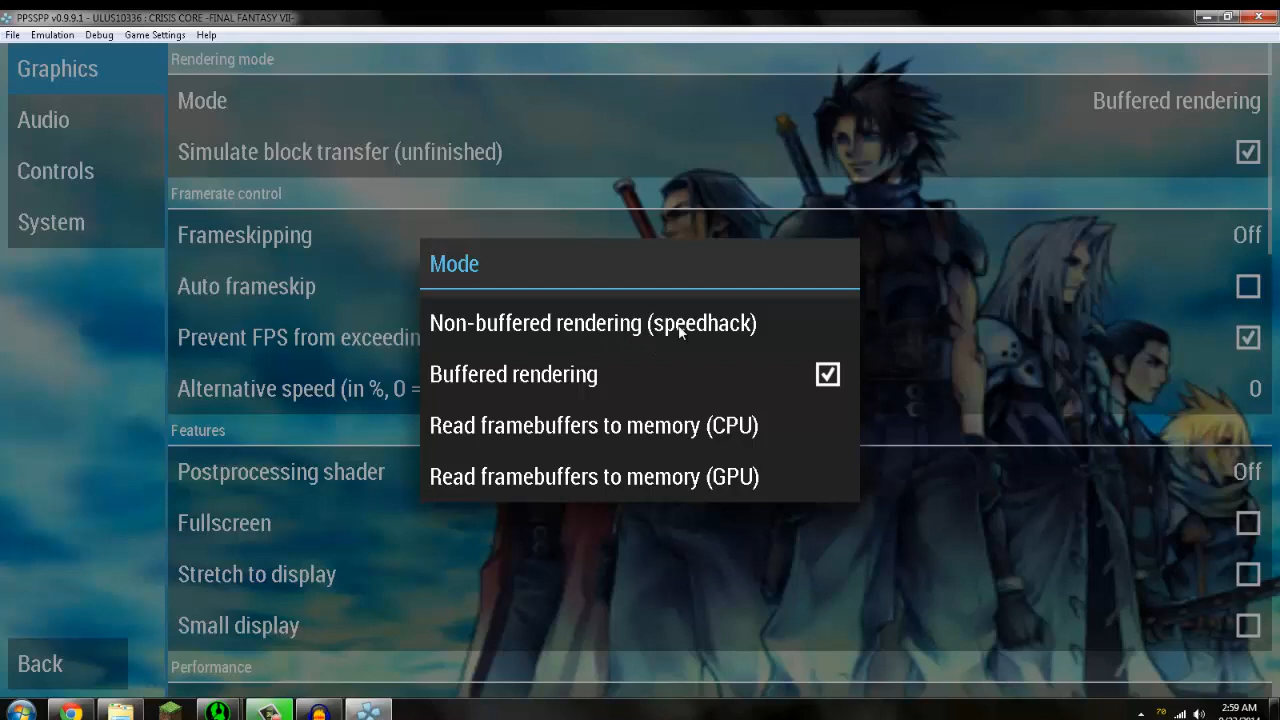 PPSSPP v0.9.9.1 - ULUS10336 : CRISIS CORE -FINAL FANTASY VII-
File Emulation Debug Game Settings Help
Graphics
Audio
Controls
System
Back
Rendering mode
Mode Buffered rendering
Simulate block transfer (unfinished)
Framerate control
Frameskipping Off
Auto frameskip
Prevent FPS from exceedin
Alternative speed (in %, 0 = 0
Features
Postprocessing shader Off
Fullscreen
Stretch to display
Small display
Performance
Mode
Non-buffered rendering (speedhack)
Buffered rendering
Read framebuffers to memory (CPU)
Read framebuffers to memory (GPU)
70
2:59 AM